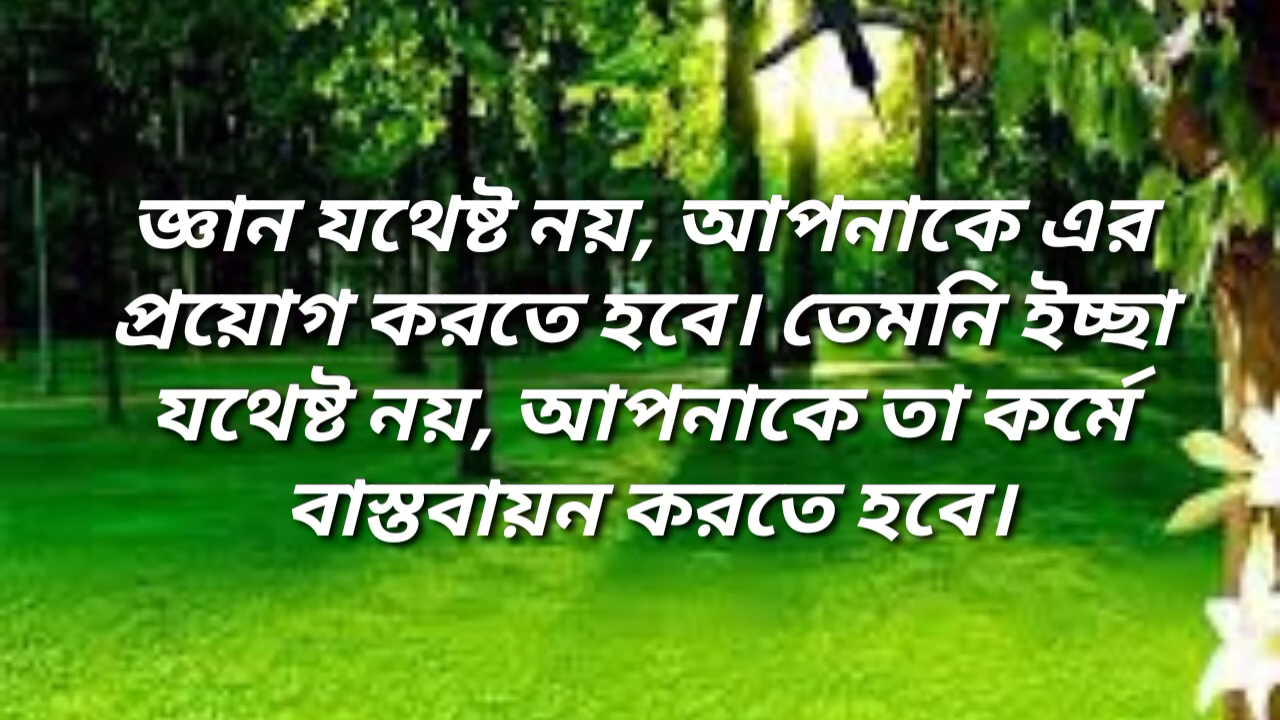 জ্ঞান যথেষ্ট নয়, আপনাকে এর
প্রয়োগ করতে হবে। তেমনি ইচ্ছা
যথেষ্ট নয়, আপনাকে তা কর্মে
বাস্তবায়ন করতে হবে।